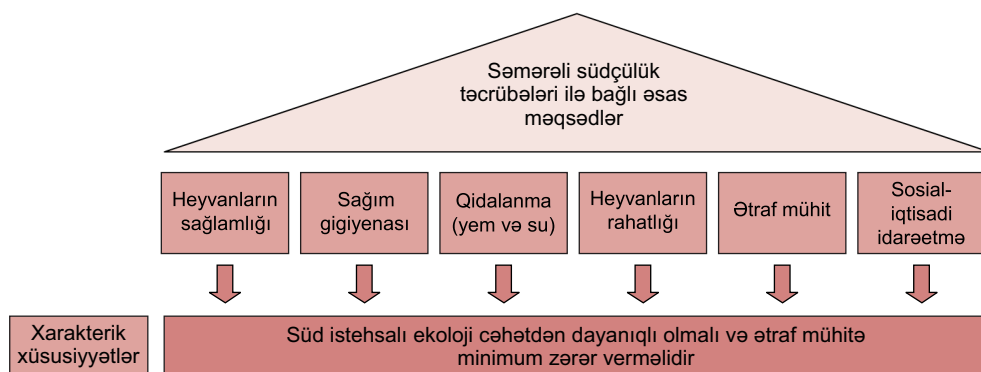 Səmərəli südçülük
təcrübələri ilə bağlı əsas
məqsədlər
Heyvanların
sağlamlığı
Sağım
gigiyenası
Qidalanma
(yem və su)
Heyvanların
rahatlığı
Ətraf mühit
Sosial-
iqtisadi
idarəetmə
Xarakterik
xüsusiyyətlər
Süd istehsalı ekoloji cəhətdən dayanıqlı olmalı və ətraf mühitə
minimum zərər verməlidir